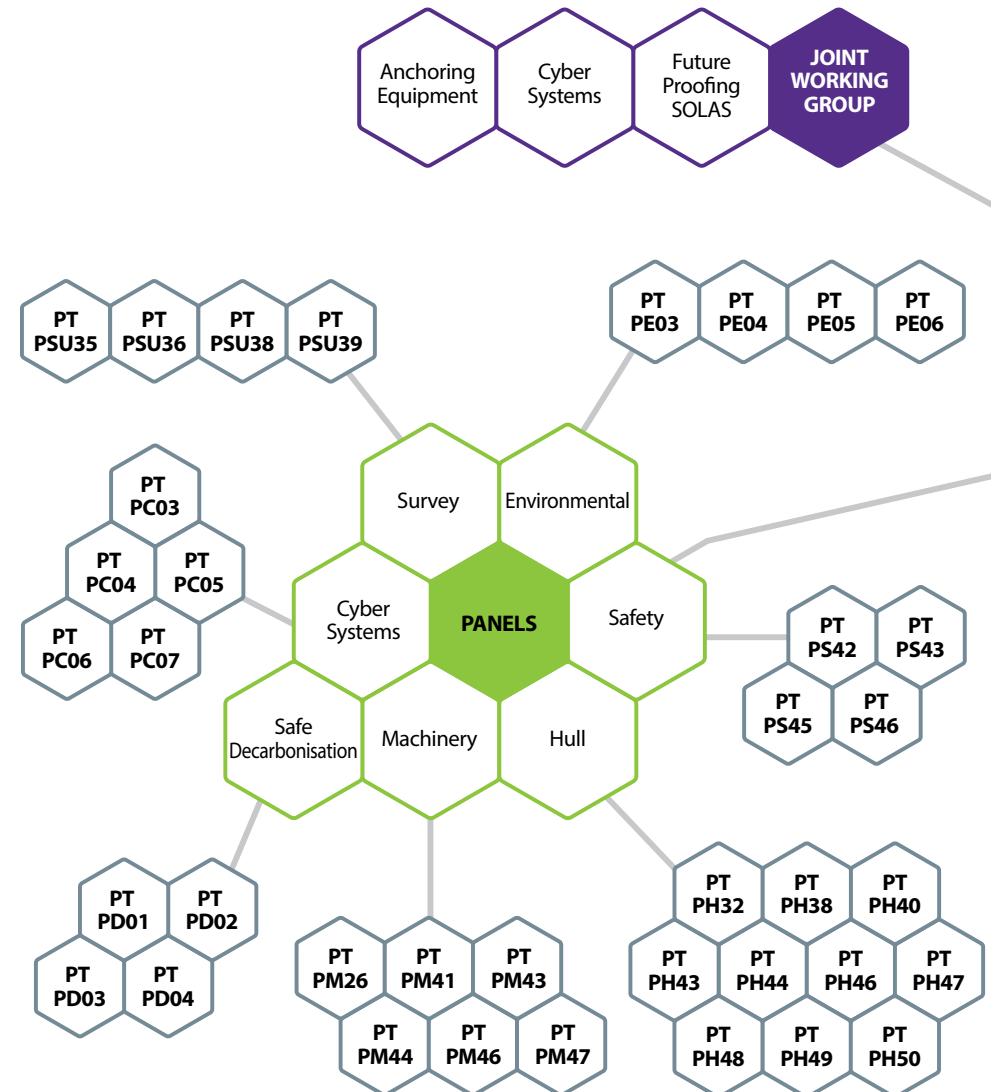 Anchoring
Equipment
Cyber
Systems
Future
Proofing
SOLAS
JOINT
WORKING
GROUP
PT
PSU35
PT
PSU36
PT
PSU38
PT
PSU39
PT
PE03
PT
PE04
PT
PE05
PT
PE06
PT
PC03
PT
PC04
PT
PC05
PT
PC06
PT
PC07
Survey
Environmental
Cyber
Systems
PANELS
Safety
Safe
Decarbonisation
Machinery
Hull
PT
PS42
PT
PS43
PT
PS45
PT
PS46
PT
PD01
PT
PD02
PT
PD03
PT
PD04
PT
PM26
PT
PM41
PT
PM43
PT
PM44
PT
PM46
PT
PM47
PT
PH32
PT
PH38
PT
PH40
PT
PH43
PT
PH44
PT
PH46
PT
PH47
PT
PH48
PT
PH49
PT
PH50